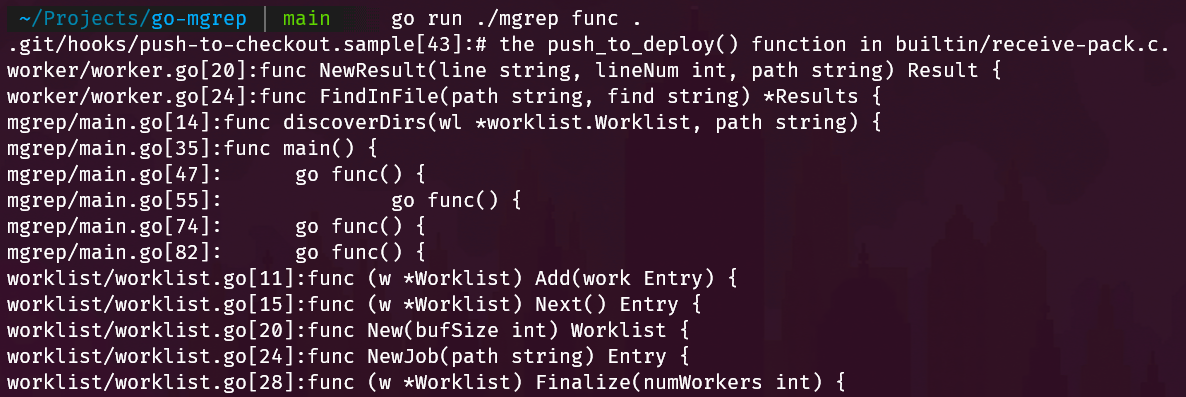 ~/Projects/go-mgrep | main go run ./mgrep func .
.git/hooks/push-to-checkout.sample[43]:# the push_to_deploy() function in builtin/receive-pack.c.
worker/worker.go[20]:func NewResult(line string, lineNum int, path string) Result {
worker/worker.go[24]:func FindInFile(path string, find string) *Results {
mgrep/main.go[14]:func discoverDirs(wl *worklist.Worklist, path string) {
mgrep/main.go[35]:func main() {
mgrep/main.go[47]:      go func() {
mgrep/main.go[55]:              go func() {
mgrep/main.go[74]:      go func() {
mgrep/main.go[82]:      go func() {
worklist/worklist.go[11]:func (w *Worklist) Add(work Entry) {
worklist/worklist.go[15]:func (w *Worklist) Next() Entry {
worklist/worklist.go[20]:func New(bufSize int) Worklist {
worklist/worklist.go[24]:func NewJob(path string) Entry {
worklist/worklist.go[28]:func (w *Worklist) Finalize(numWorkers int) {